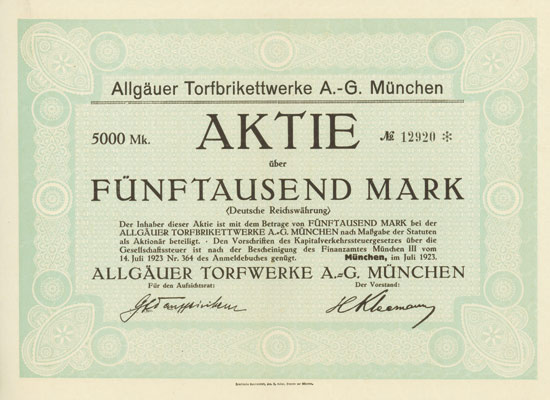 Allgäuer Torfbrikettwerke A.-G. München
5000 Mk. AKTIE № 12920 *
über
FÜNFTAUSEND MARK
(Deutsche Reichswährung)
Der Inhaber dieser Aktie ist mit dem Betrage von FÜNFTAUSEND MARK bei der
ALLGÄUER TORFBRIKETTWERKE A.-G. MÜNCHEN nach Maßgabe der Statuten
als Aktionär beteiligt. · Den Vorschriften des Kapitalverkehrssteuergesetzes über die
Gesellschaftssteuer ist nach der Bescheinigung des Finanzamtes München III vom
14. Juli 1923 Nr. 364 des Anmeldebuches genügt. München, im Juli 1923.
ALLGÄUER TORFWERKE A.-G. MÜNCHEN
Für den Aufsichtsrat: Der Vorstand: